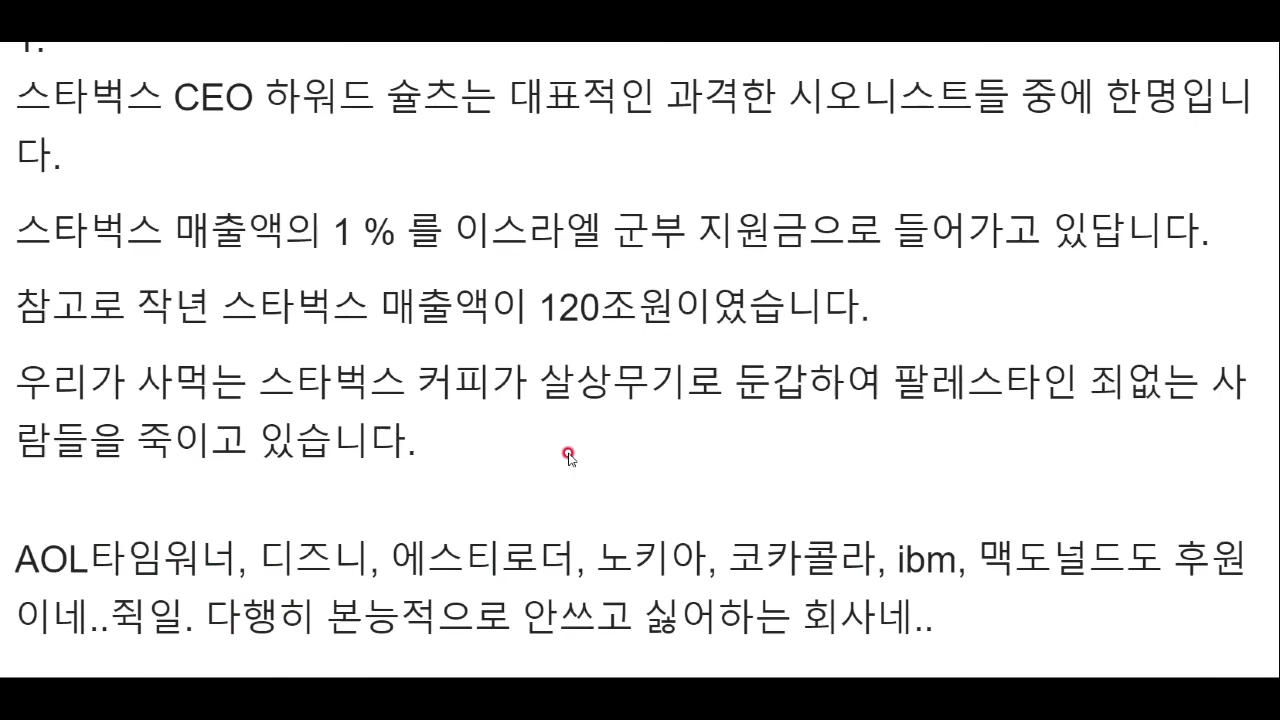 스타벅스 CEO 하워드 슐츠는 대표적인 과격한 시오니스트들 중에 한명입니
다.
스타벅스 매출액의 1 % 를 이스라엘 군부 지원금으로 들어가고 있답니다.
참고로 작년 스타벅스 매출액이 120조원이였습니다.
우리가 사먹는 스타벅스 커피가 살상무기로 둔갑하여 팔레스타인 죄없는 사
람들을 죽이고 있습니다.
AOL타임워너, 디즈니, 에스티로더, 노키아, 코카콜라, ibm, 맥도널드도 후원
이네..쥑일. 다행히 본능적으로 안쓰고 싫어하는 회사네..